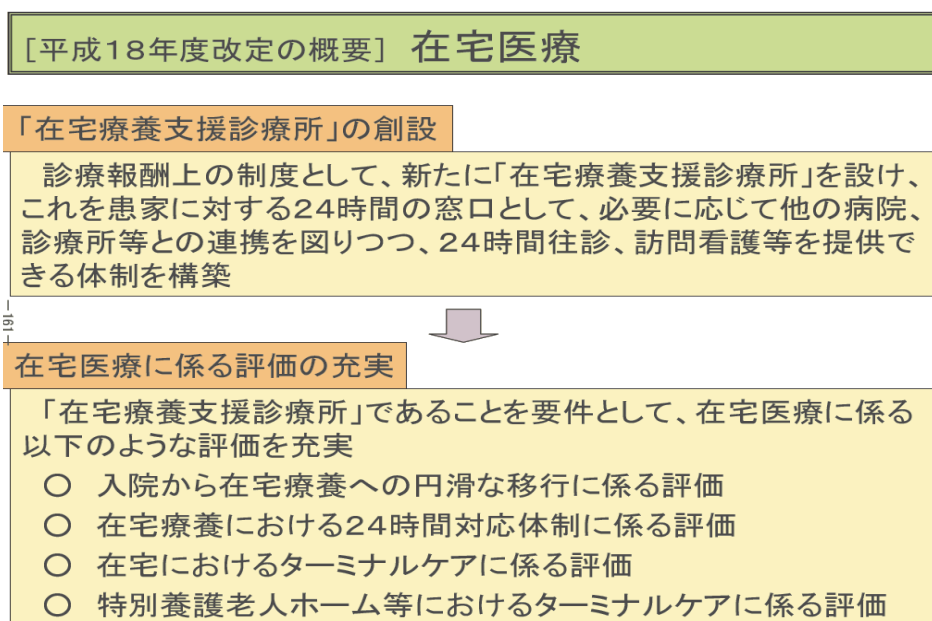 [平成18年度改定の概要] 在宅医療
「在宅療養支援診療所」の創設
診療報酬上の制度として、新たに「在宅療養支援診療所」を設け、
これを患家に対する24時間の窓口として、必要に応じて他の病院、
診療所等との連携を図りつつ、24時間往診、訪問看護等を提供で
きる体制を構築
－161－
在宅医療に係る評価の充実
「在宅療養支援診療所」であることを要件として、在宅医療に係る
以下のような評価を充実
○ 入院から在宅療養への円滑な移行に係る評価
○ 在宅療養における24時間対応体制に係る評価
○ 在宅におけるターミナルケアに係る評価
○ 特別養護老人ホーム等におけるターミナルケアに係る評価